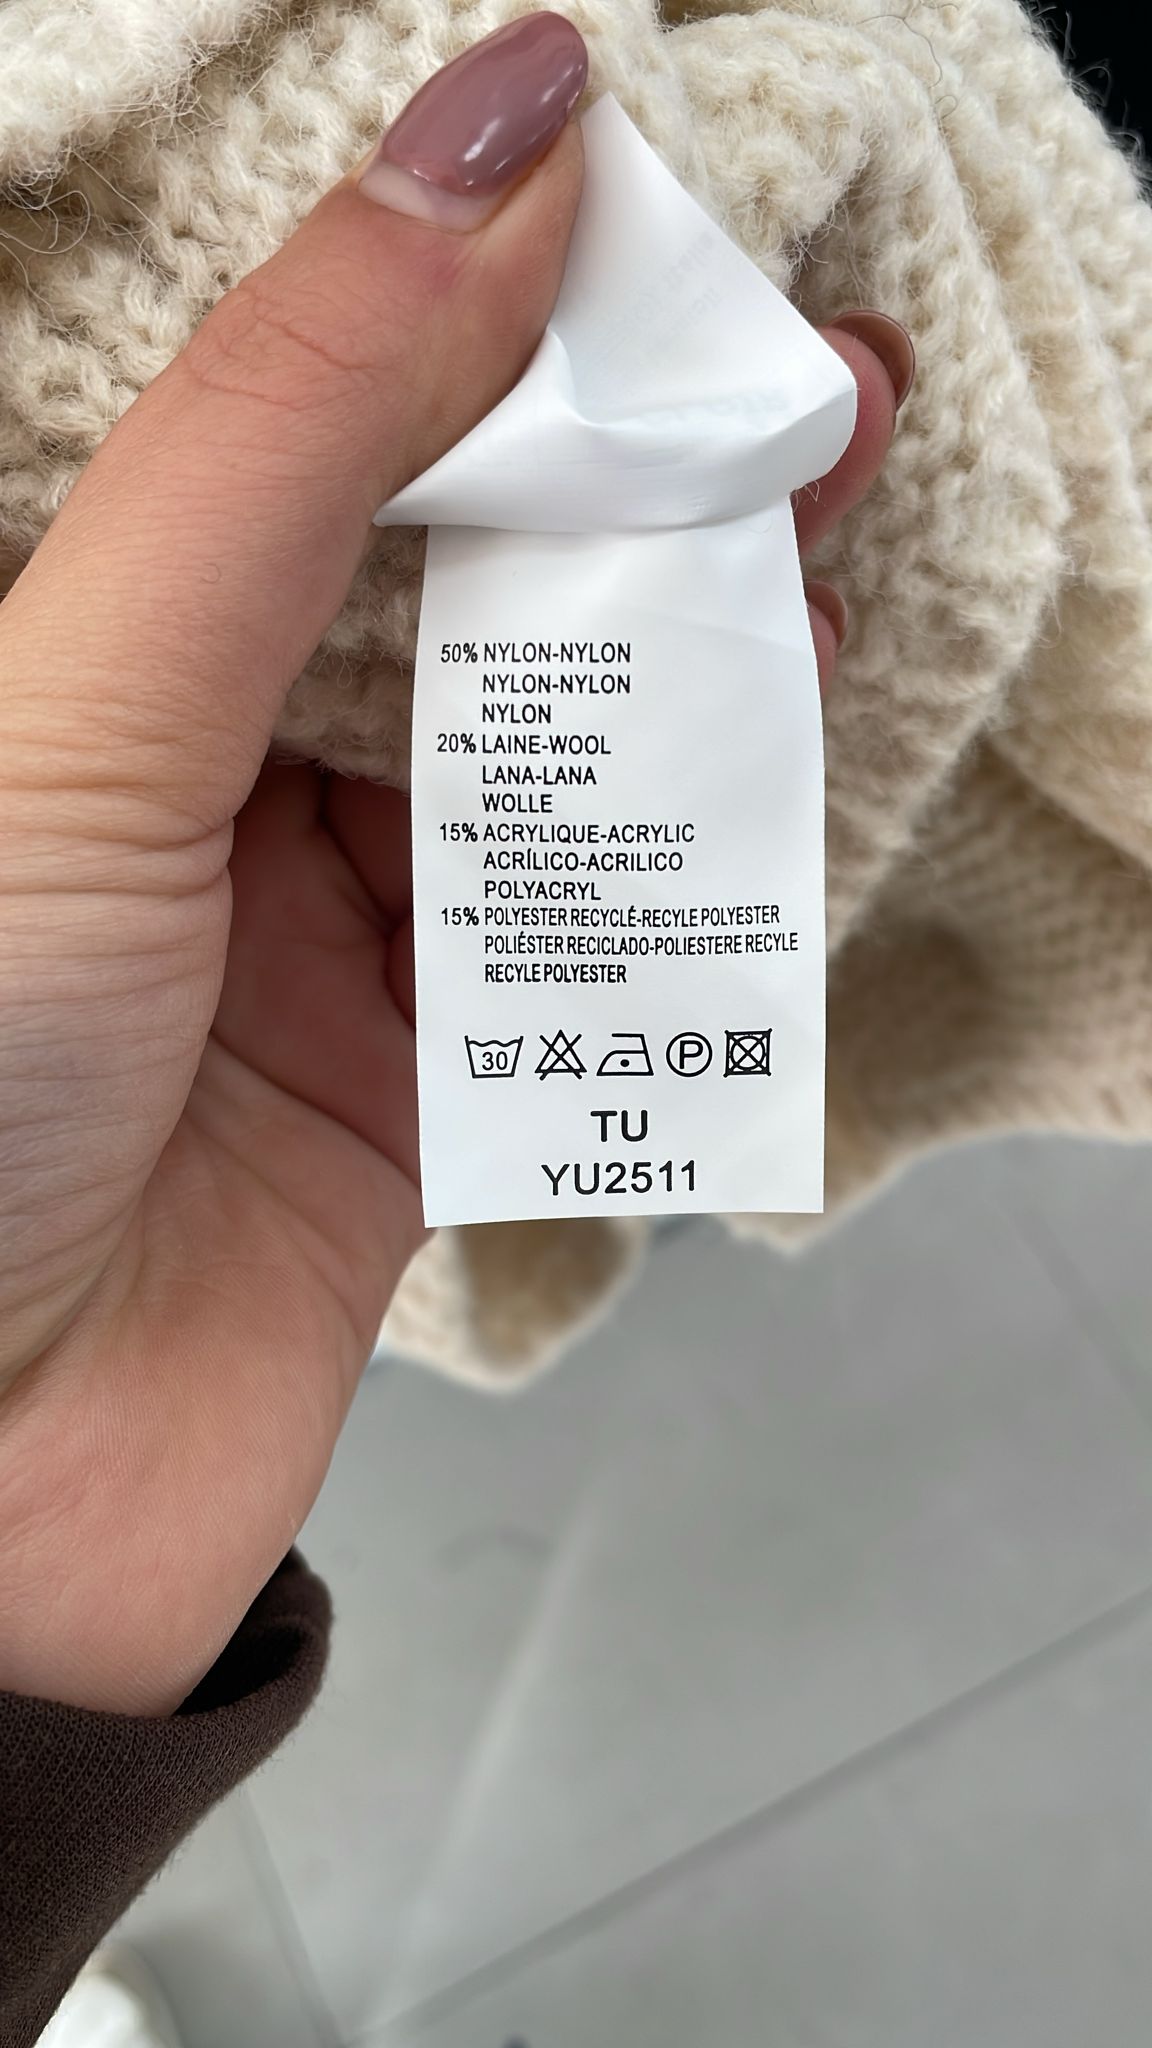 50% NYLON-NYLON
NYLON-NYLON
NYLON
20% LAINE-WOOL
LANA-LANA
WOLLE
15% ACRYLIQUE-ACRYLIC
ACRÍLICO-ACRILICO
POLYACRYL
15% POLYESTER RECYCLÉ-RECYLE POLYESTER
POLIÉSTER RECICLADO-POLIESTERE RECYLE
RECYLE POLYESTER
30 P
TU
YU2511